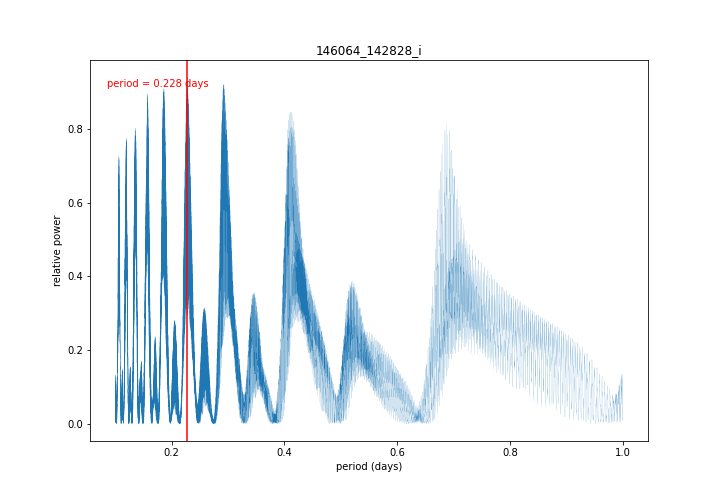 146064_142828_i
period = 0.228 days
relative power
0.8
0.6
0.4
0.2
0.0
0.2 0.4 0.6 0.8 1.0
period (days)